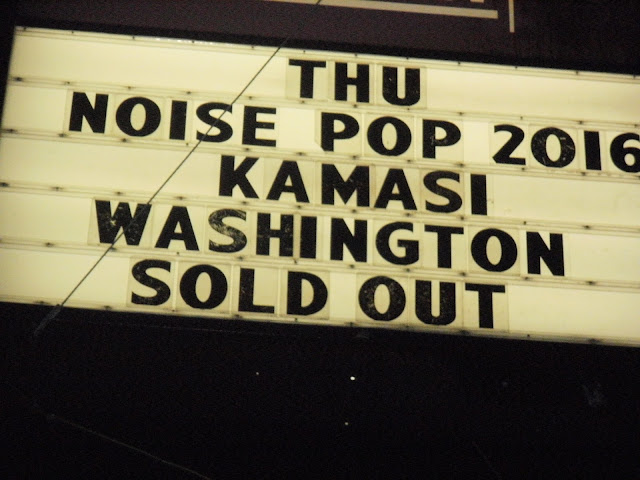 THU
NOISE POP 2016
KAMASI
WASHINGTON
SOLD OUT